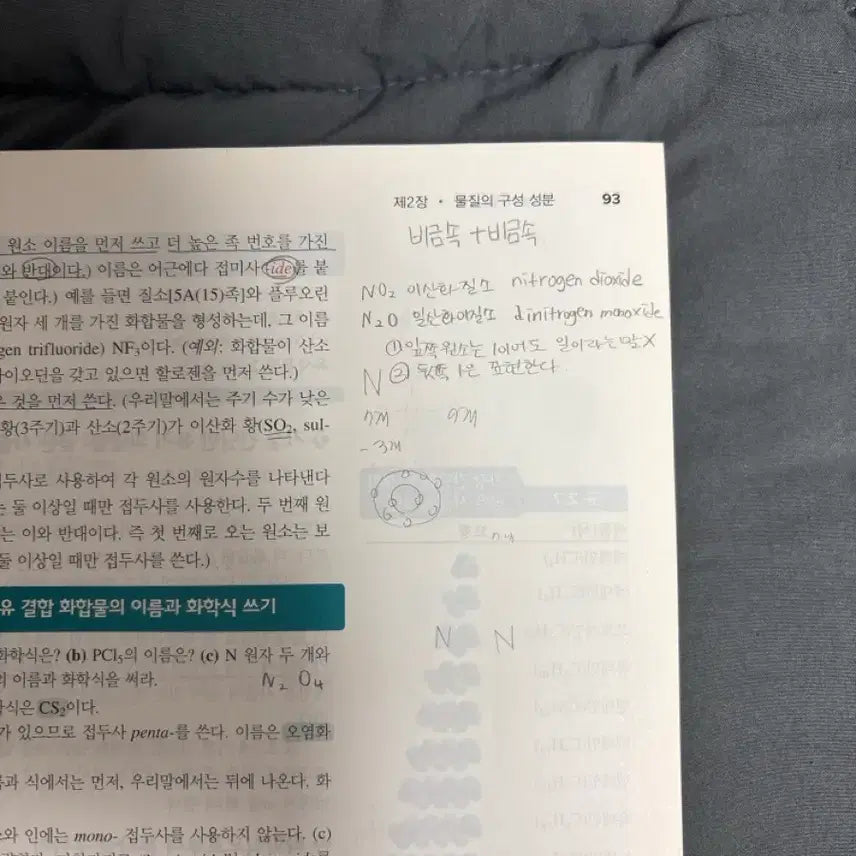 제2장 · 물질의 구성 성분 93
비금속 + 비금속
원소 이름을 먼저 쓰고 더 높은 족 번호를 가진
와 반대이다.) 이름은 어근에다 접미사 -ide를 붙
붙인다.) 예를 들면 질소[5A(15)족]와 플루오린
원자 세 개를 가진 화합물을 형성하는데, 그 이름
gen trifluoride) NF₃이다. (예외: 화합물이 산소
아이오딘을 갖고 있으면 할로젠을 먼저 쓴다.)
은 것을 먼저 쓴다. (우리말에서는 주기 수가 낮은
황(3주기)과 산소(2주기)가 이산화 황(SO₂, sul-
접두사로 사용하여 각 원소의 원자수를 나타낸다
는 둘 이상일 때만 접두사를 사용한다. 두 번째 원
는 이와 반대이다. 즉 첫 번째로 오는 원소는 보
둘 이상일 때만 접두사를 쓴다.)
NO₂ 이산화질소 nitrogen dioxide
N₂O 일산화이질소 dinitrogen monoxide
① 앞쪽 원소는 1이어도 일이라는 말 X
② 뒤쪽 1은 표현한다.
N
7개 9개
-3개
N N
유 결합 화합물의 이름과 화학식 쓰기
화학식은? (b) PCl₅의 이름은? (c) N 원자 두 개와
의 이름과 화학식을 써라.
N₂O₄
학식은 CS₂이다.
가 있으므로 접두사 penta-를 쓴다. 이름은 오염화
름과 식에서는 먼저, 우리말에서는 뒤에 나온다. 화
소와 인에는 mono- 접두사를 사용하지 않는다. (c)